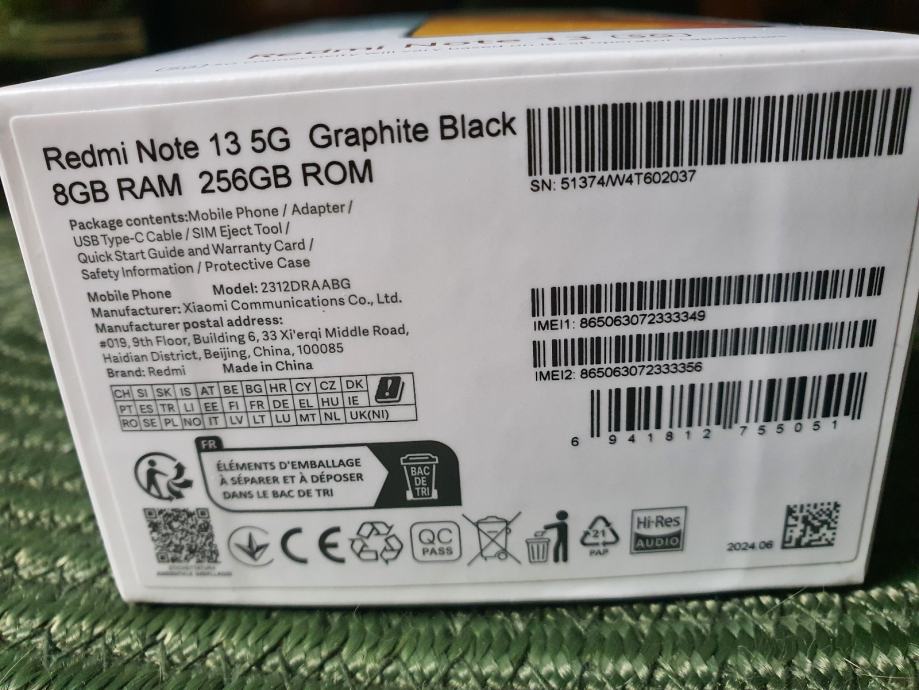 Redmi Note 13 (5G)
Redmi Note 13 5G Graphite Black
8GB RAM 256GB ROM
Package contents:Mobile Phone / Adapter /
USB Type-C Cable / SIM Eject Tool /
Quick Start Guide and Warranty Card /
Safety Information / Protective Case
Mobile Phone Model: 2312DRAABG
Manufacturer: Xiaomi Communications Co., Ltd.
Manufacturer postal address:
#019, 9th Floor, Building 6, 33 Xi'erqi Middle Road,
Haidian District, Beijing, China, 100085
Brand: Redmi Made in China
CH SI SK IS AT BE BG HR CY CZ DK
PT ES TR LI EE FI FR DE EL HU IE
RO SE PL NO IT LV LT LU MT NL UK(NI)
SN: 51374/W4T602037
IMEI1: 865063072333349
IMEI2: 865063072333356
6 941812 755051
FR
ÉLÉMENTS D'EMBALLAGE
À SÉPARER ET À DÉPOSER
DANS LE BAC DE TRI
BAC
DE
TRI
CE
QC
PASS
21
PAP
Hi-Res
AUDIO
2024.06